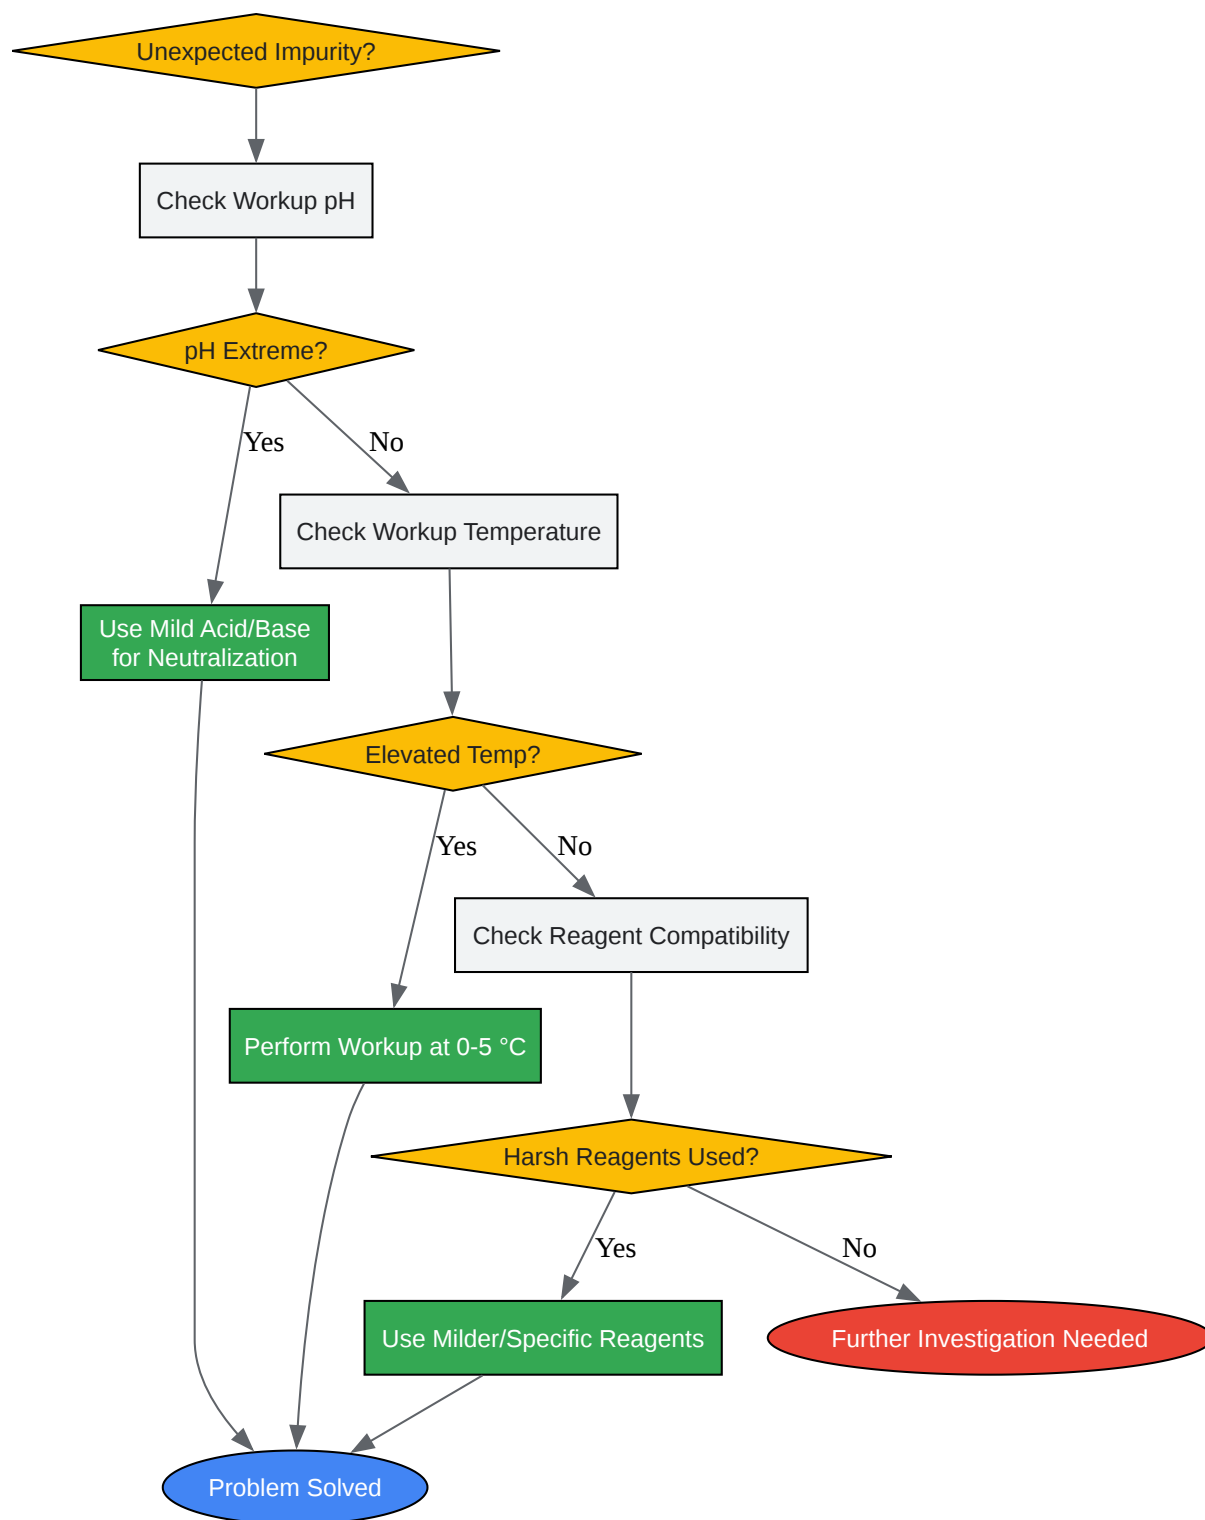 Unexpected Impurity?
Check Workup pH
pH Extreme?
Yes
No
Check Workup Temperature
Use Mild Acid/Base
for Neutralization
Elevated Temp?
Yes
No
Check Reagent Compatibility
Perform Workup at 0-5 °C
Harsh Reagents Used?
Yes
No
Use Milder/Specific Reagents
Further Investigation Needed
Problem Solved